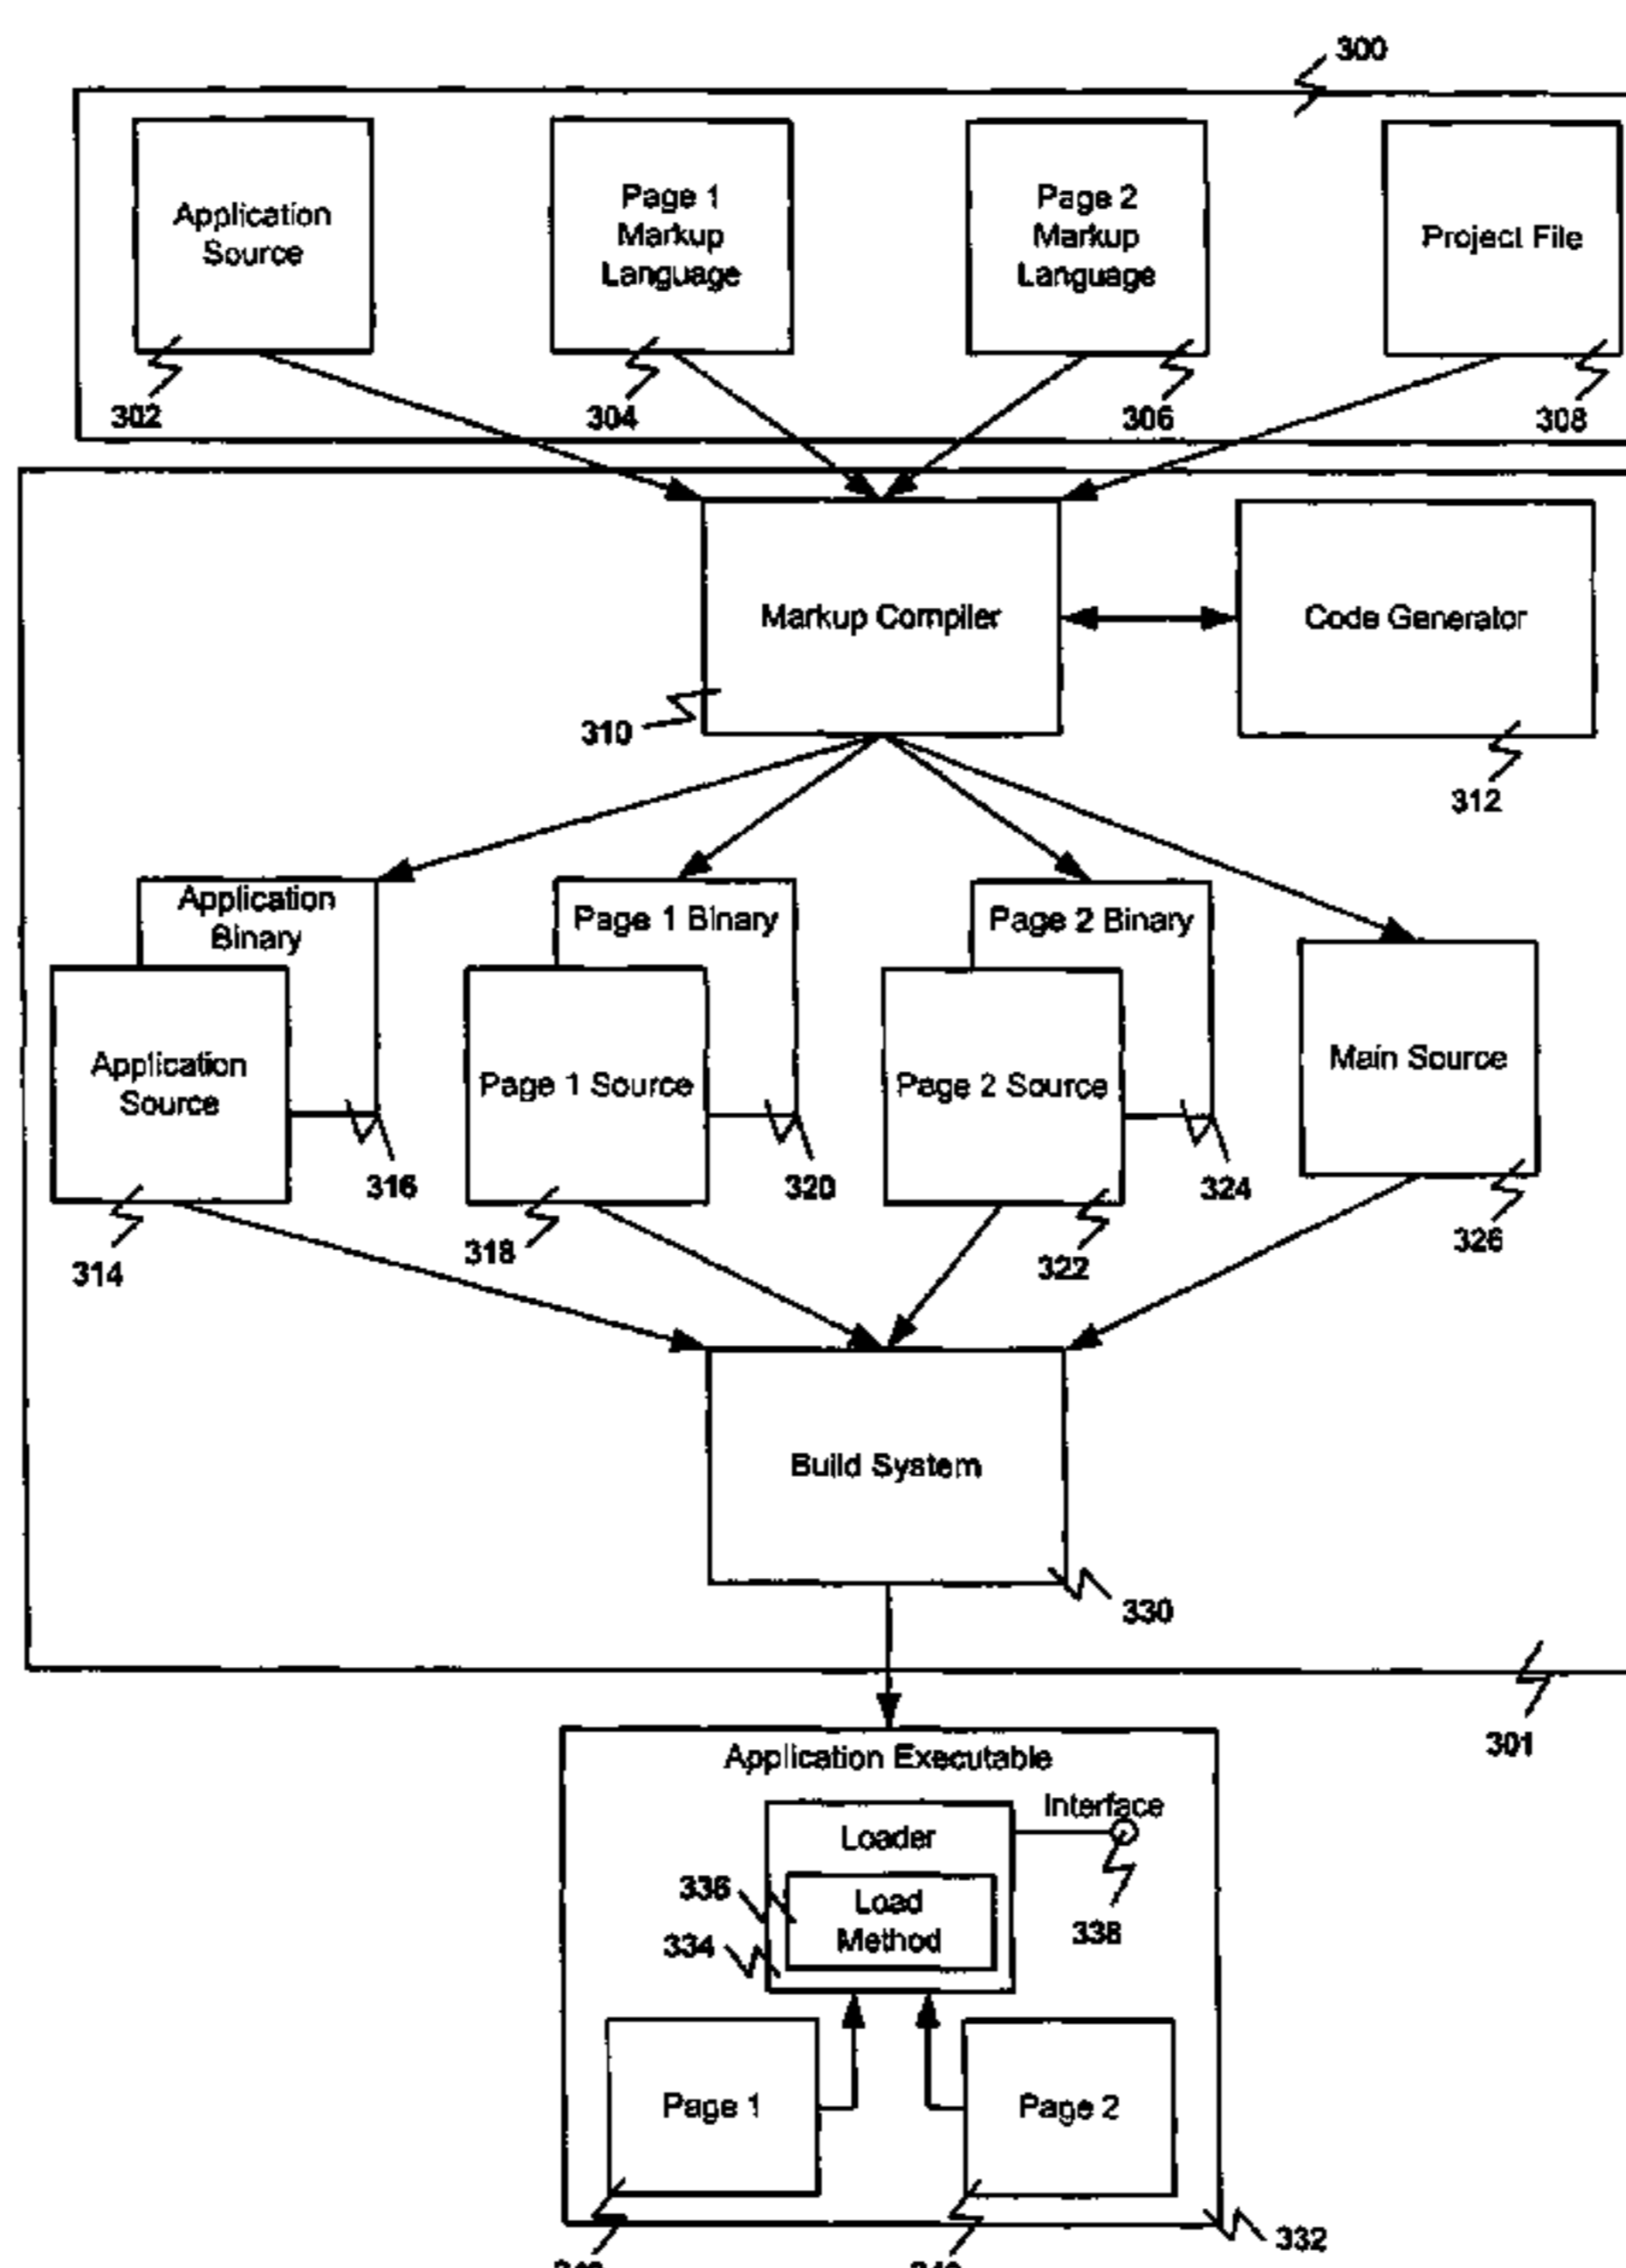 300
Application
Source
Page 1
Markup
Language
Page 2
Markup
Language
Project File
302
304
306
308
Markup Compiler
Code Generator
310
312
Application
Binary
Page 1 Binary
Page 2 Binary
Application
Source
Page 1 Source
Page 2 Source
Main Source
316
320
324
314
318
322
326
Build System
330
301
Application Executable
Interface
Loader
336
Load
Method
334
338
Page 1
Page 2
332